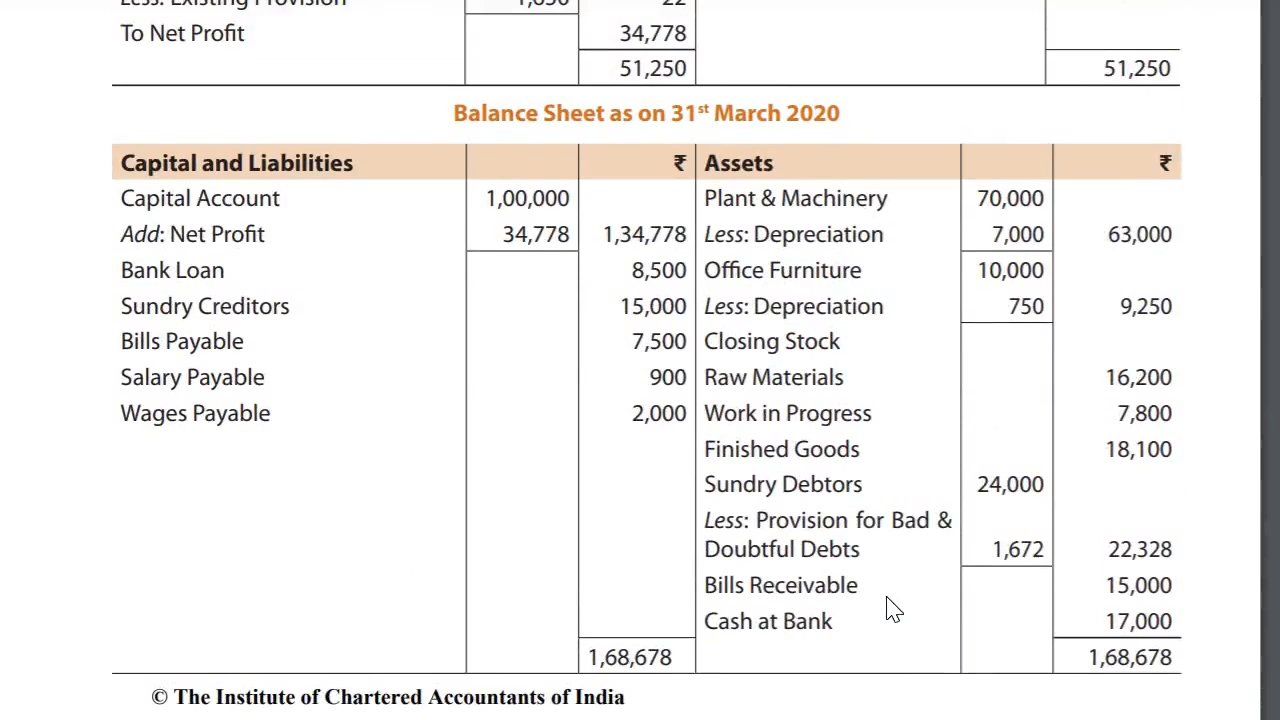 Less: Existing Provision 1,650 22
To Net Profit 34,778
51,250 51,250
Balance Sheet as on 31st March 2020
Capital and Liabilities ₹ Assets ₹
Capital Account 1,00,000 Plant & Machinery 70,000
Add: Net Profit 34,778 1,34,778 Less: Depreciation 7,000 63,000
Bank Loan 8,500 Office Furniture 10,000
Sundry Creditors 15,000 Less: Depreciation 750 9,250
Bills Payable 7,500 Closing Stock
Salary Payable 900 Raw Materials 16,200
Wages Payable 2,000 Work in Progress 7,800
Finished Goods 18,100
Sundry Debtors 24,000
Less: Provision for Bad &
Doubtful Debts 1,672 22,328
Bills Receivable 15,000
Cash at Bank 17,000
1,68,678 1,68,678
© The Institute of Chartered Accountants of India